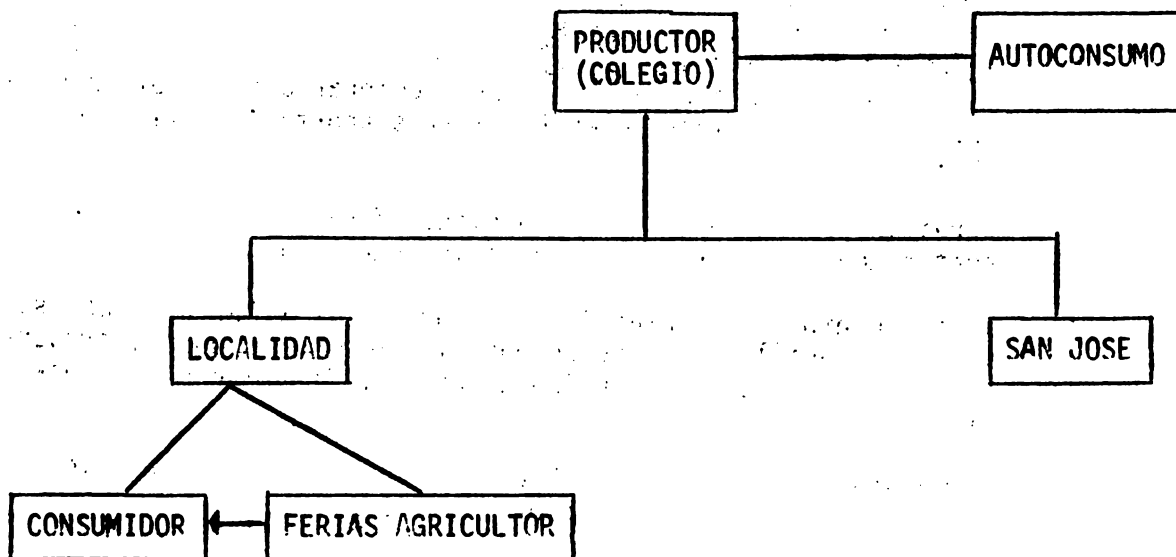 PRODUCTOR
(COLEGIO)
AUTOCONSUMO
LOCALIDAD
SAN JOSE
CONSUMIDOR
FERIAS AGRICULTOR